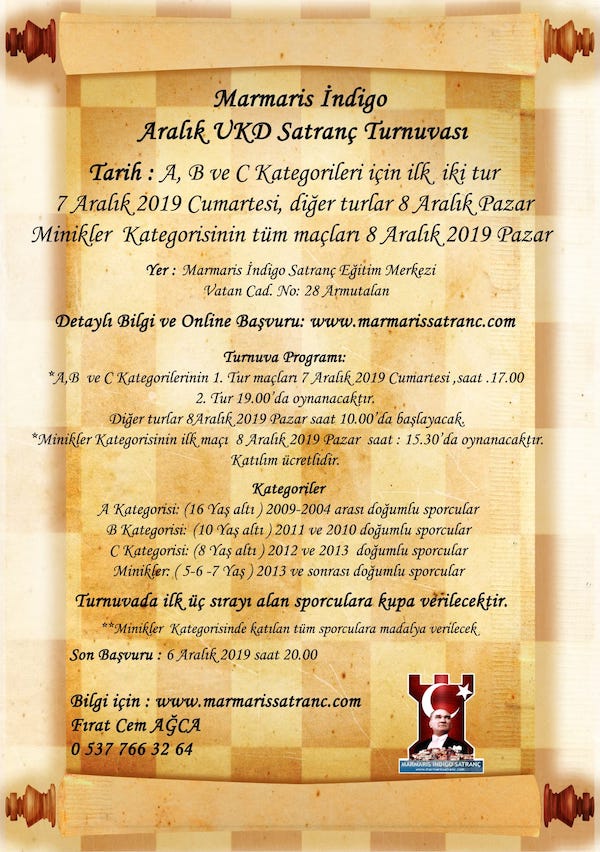 Marmaris İndigo
Aralık UKD Satranç Turnuvası
Tarih : A, B ve C Kategorileri için ilk iki tur
7 Aralık 2019 Cumartesi, diğer turlar 8 Aralık Pazar
Minikler Kategorisinin tüm maçları 8 Aralık 2019 Pazar
Yer : Marmaris İndigo Satranç Eğitim Merkezi
Vatan Cad. No: 28 Armutalan
Detaylı Bilgi ve Online Başvuru: www.marmarissatranc.com
Turnuva Programı:
*A,B ve C Kategorilerinin 1. Tur maçları 7 Aralık 2019 Cumartesi ,saat .17.00
2. Tur 19.00’da oynanacaktır.
Diğer turlar 8Aralık 2019 Pazar saat 10.00’da başlayacak.
*Minikler Kategorisinin ilk maçı 8 Aralık 2019 Pazar saat : 15.30’da oynanacaktır.
Katılım ücretlidir.
Kategoriler
A Kategorisi: (16 Yaş altı ) 2009-2004 arası doğumlu sporcular
B Kategorisi: (10 Yaş altı ) 2011 ve 2010 doğumlu sporcular
C Kategorisi: (8 Yaş altı ) 2012 ve 2013 doğumlu sporcular
Minikler: ( 5-6 -7 Yaş ) 2013 ve sonrası doğumlu sporcular
Turnuvada ilk üç sırayı alan sporculara kupa verilecektir.
**Minikler Kategorisinde katılan tüm sporculara madalya verilecek
Son Başvuru : 6 Aralık 2019 saat 20.00
Bilgi için : www.marmarissatranc.com
Fırat Cem AĞCA
0 537 766 32 64
MARMARİS İNDİGO SATRANÇ
www.marmarissatranc.com